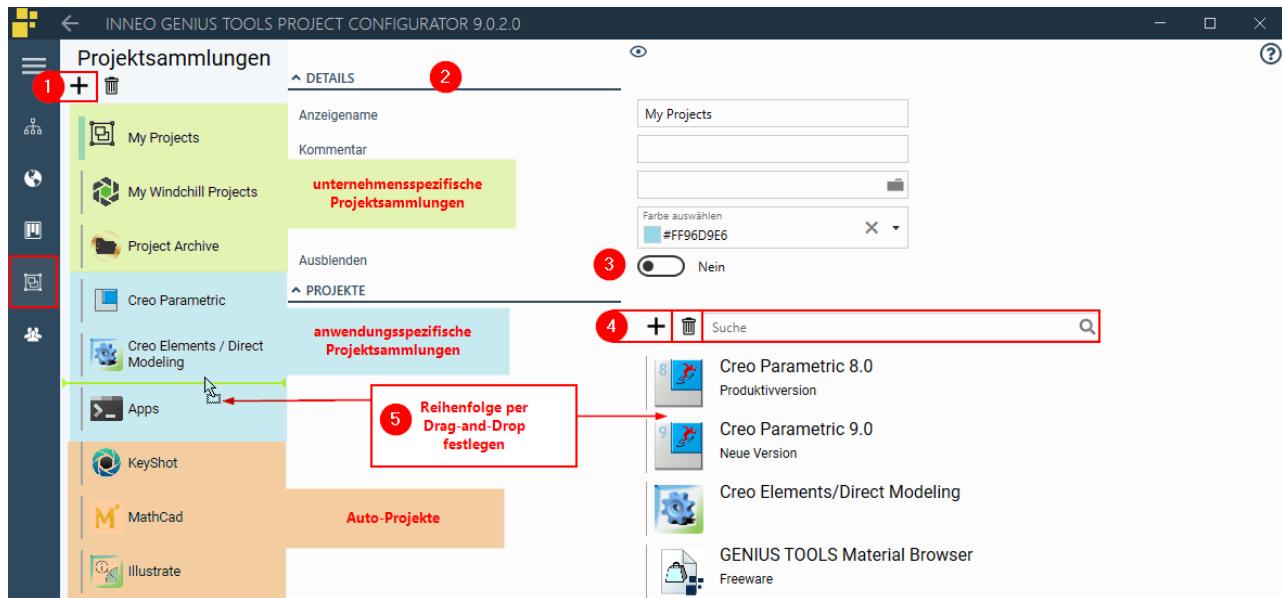 INNEO GENIUS TOOLS PROJECT CONFIGURATOR 9.0.2.0
Projektsammlungen
1
My Projects
My Windchill Projects
Project Archive
Creo Parametric
Creo Elements / Direct
Modeling
Apps
KeyShot
MathCad
Illustrate
DETAILS
2
Anzeigename
My Projects
Kommentar
unternehmensspezifische
Projektsammlungen
Farbe auswählen
#FF96D9E6
Ausblenden
3
Nein
PROJEKTE
anwendungsspezifische
Projektsammlungen
4
Suche
5
Reihenfolge per
Drag-and-Drop
festlegen
Auto-Projekte
8
Creo Parametric 8.0
Produktivversion
9
Creo Parametric 9.0
Neue Version
Creo Elements/Direct Modeling
GENIUS TOOLS Material Browser
Freeware